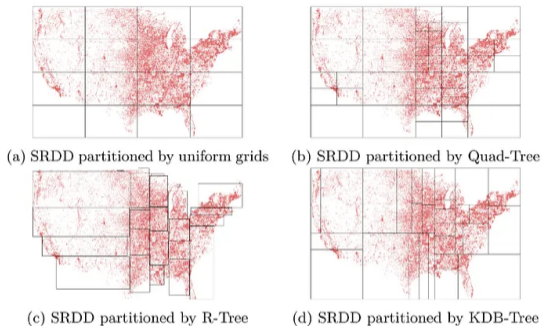 (a) SRDD partitioned by uniform grids
(b) SRDD partitioned by Quad-Tree
(c) SRDD partitioned by R-Tree
(d) SRDD partitioned by KDB-Tree